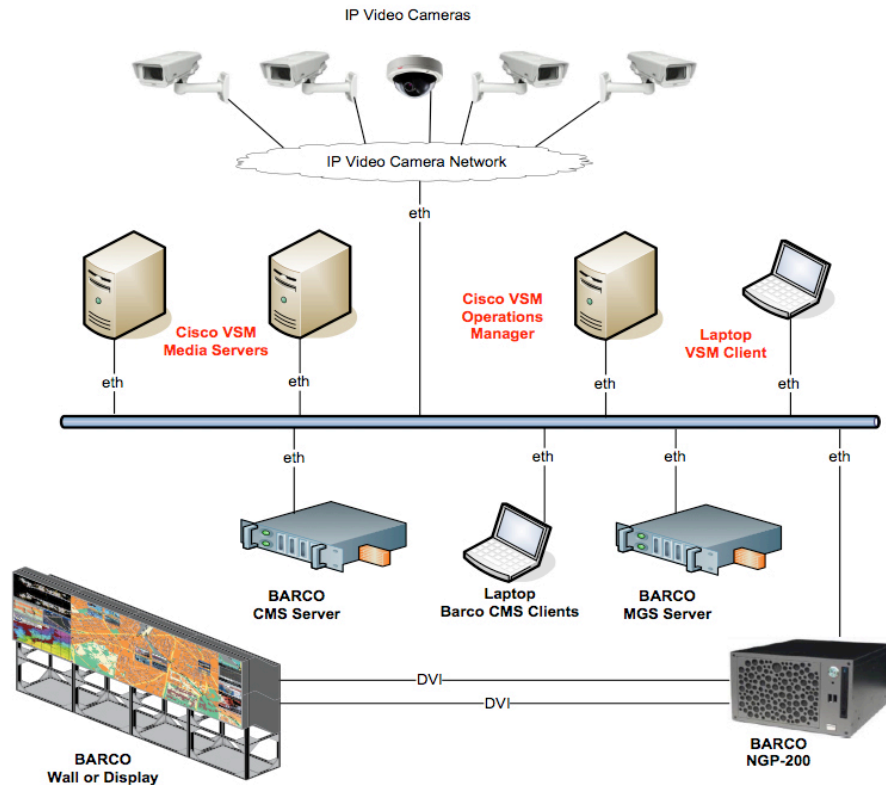 IP Video Cameras
IP Video Camera Network
eth
Cisco VSM
Media Servers
Cisco VSM
Operations
Manager
Laptop
VSM Client
eth
eth
eth
eth
eth
eth
eth
eth
BARCO
CMS Server
Laptop
Barco CMS Clients
BARCO
MGS Server
DVI
DVI
BARCO
Wall or Display
BARCO
NGP-200